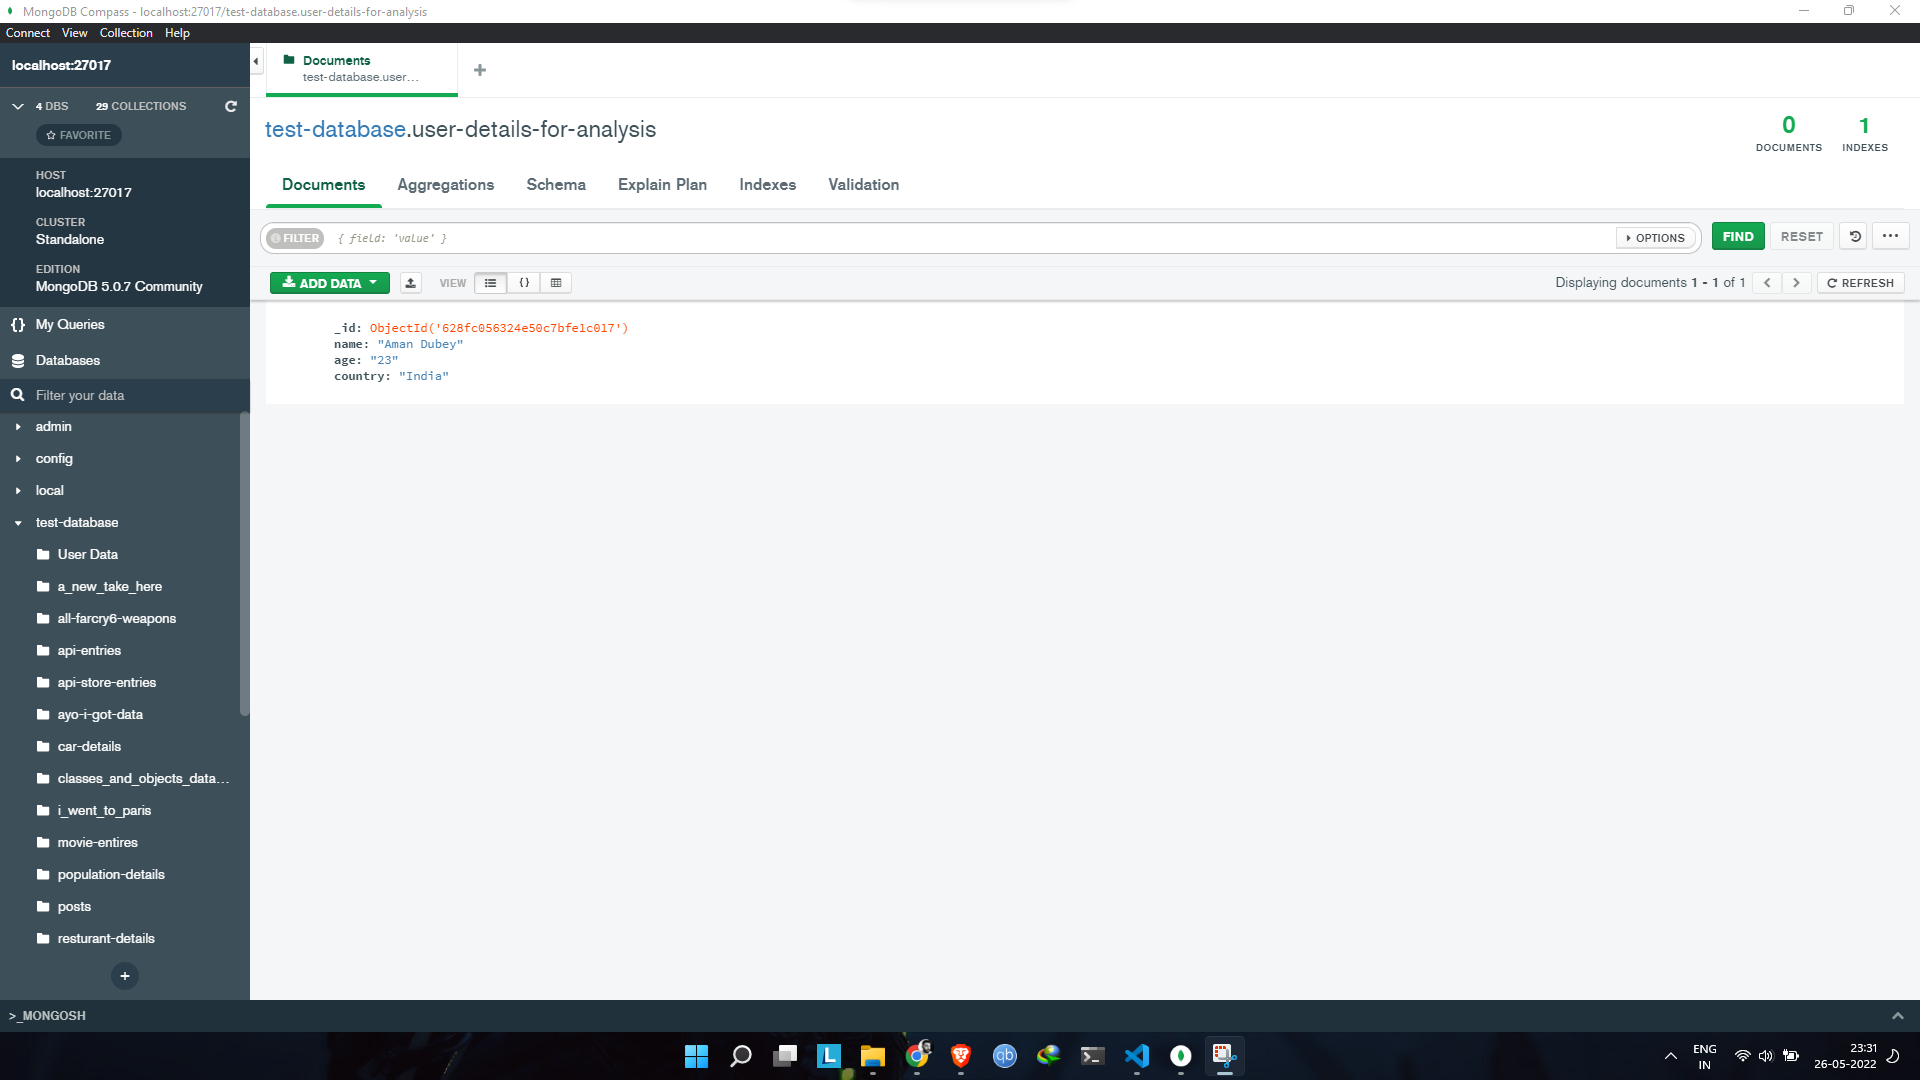 MongoDB Compass - localhost:27017/test-database.user-details-for-analysis
Connect View Collection Help
localhost:27017
4 DBS 29 COLLECTIONS
FAVORITE
HOST
localhost:27017
CLUSTER
Standalone
EDITION
MongoDB 5.0.7 Community
My Queries
Databases
Filter your data
admin
config
local
test-database
User Data
a_new_take_here
all-farcry6-weapons
api-entries
api-store-entries
ayo-i-got-data
car-details
classes_and_objects_data...
i_went_to_paris
movie-entires
population-details
posts
resturant-details
+
Documents
test-database.user...
+
test-database.user-details-for-analysis
0
DOCUMENTS
1
INDEXES
Documents Aggregations Schema Explain Plan Indexes Validation
FILTER { field: 'value' } OPTIONS FIND RESET ...
ADD DATA VIEW {} Displaying documents 1 - 1 of 1 < > REFRESH
_id: ObjectId('628fc056324e50c7bfe1c017')
name: "Aman Dubey"
age: "23"
country: "India"
>_MONGOSH
L
qb
ENG
IN
23:31
26-05-2022